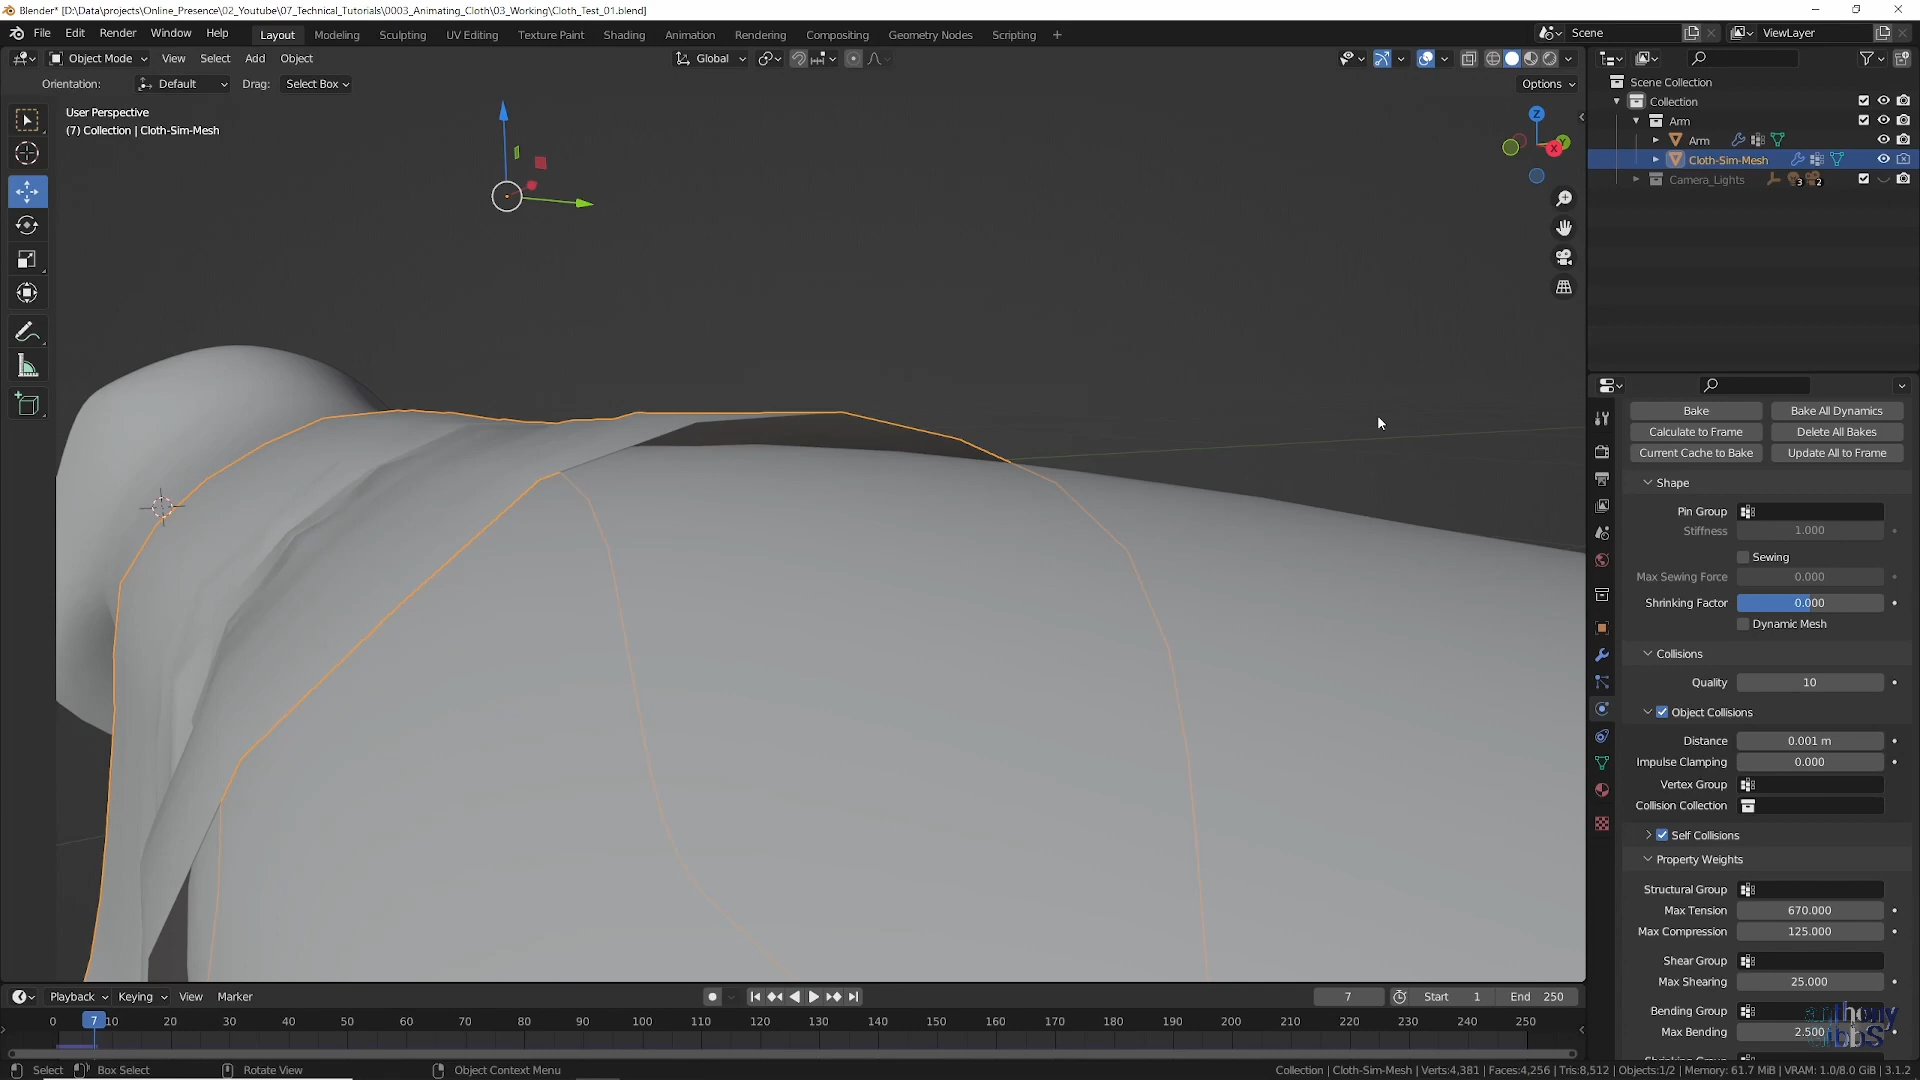 Blender* [D:\Data\projects\Online_Presence\02_Youtube\07_Technical_Tutorials\0003_Animating_Cloth\03_Working\Cloth_Test_01.blend]
File Edit Render Window Help Layout Modeling Sculpting UV Editing Texture Paint Shading Animation Rendering Compositing Geometry Nodes Scripting + Scene ViewLayer
Object Mode View Select Add Object Global
Orientation: Default Drag: Select Box Options
User Perspective
(7) Collection | Cloth-Sim-Mesh
Z
Y
X
Scene Collection
Collection
Arm
Arm
Cloth-Sim-Mesh
Camera_Lights 3 2
Bake Bake All Dynamics
Calculate to Frame Delete All Bakes
Current Cache to Bake Update All to Frame
Shape
Pin Group
Stiffness 1.000
Sewing
Max Sewing Force 0.000
Shrinking Factor 0.000
Dynamic Mesh
Collisions
Quality 10
Object Collisions
Distance 0.001 m
Impulse Clamping 0.000
Vertex Group
Collision Collection
Self Collisions
Property Weights
Structural Group
Max Tension 670.000
Max Compression 125.000
Shear Group
Max Shearing 25.000
Bending Group
Max Bending 2.500
anthony
gibbs
Playback Keying View Marker 7 Start 1 End 250
0 7 10 20 30 40 50 60 70 80 90 100 110 120 130 140 150 160 170 180 190 200 210 220 230 240 250
Select Box Select Rotate View Object Context Menu Collection | Cloth-Sim-Mesh | Verts:4,381 | Faces:4,256 | Tris:8,512 | Objects:1/2 | Memory: 61.7 MiB | VRAM: 1.0/8.0 GiB | 3.1.2